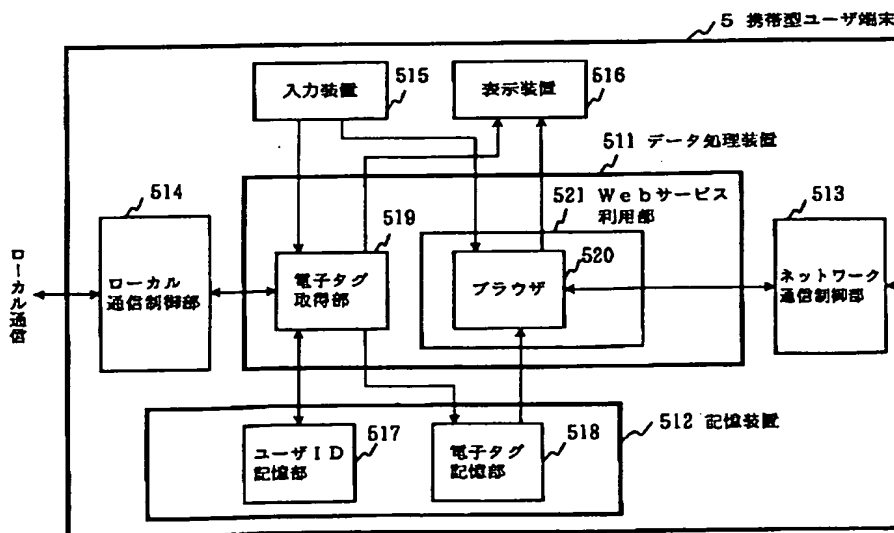 5 携帯型ユーザ端末
入力装置
515
表示装置
516
511 データ処理装置
514
521 Webサービス
利用部
513
519
520
ローカル通信
ローカル
通信制御部
電子タグ
取得部
ブラウザ
ネットワーク
通信制御部
512 記憶装置
ユーザID
記憶部
517
電子タグ
記憶部
518